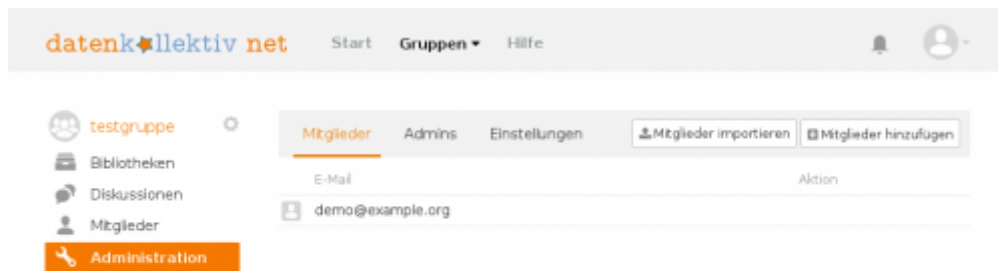 datenkollektiv net Start Gruppen Hilfe
testgruppe
Mitglieder Admins Einstellungen Mitglieder importieren Mitglieder hinzufügen
Bibliotheken
E-Mail Aktion
Diskussionen
demo@example.org
Mitglieder
Administration